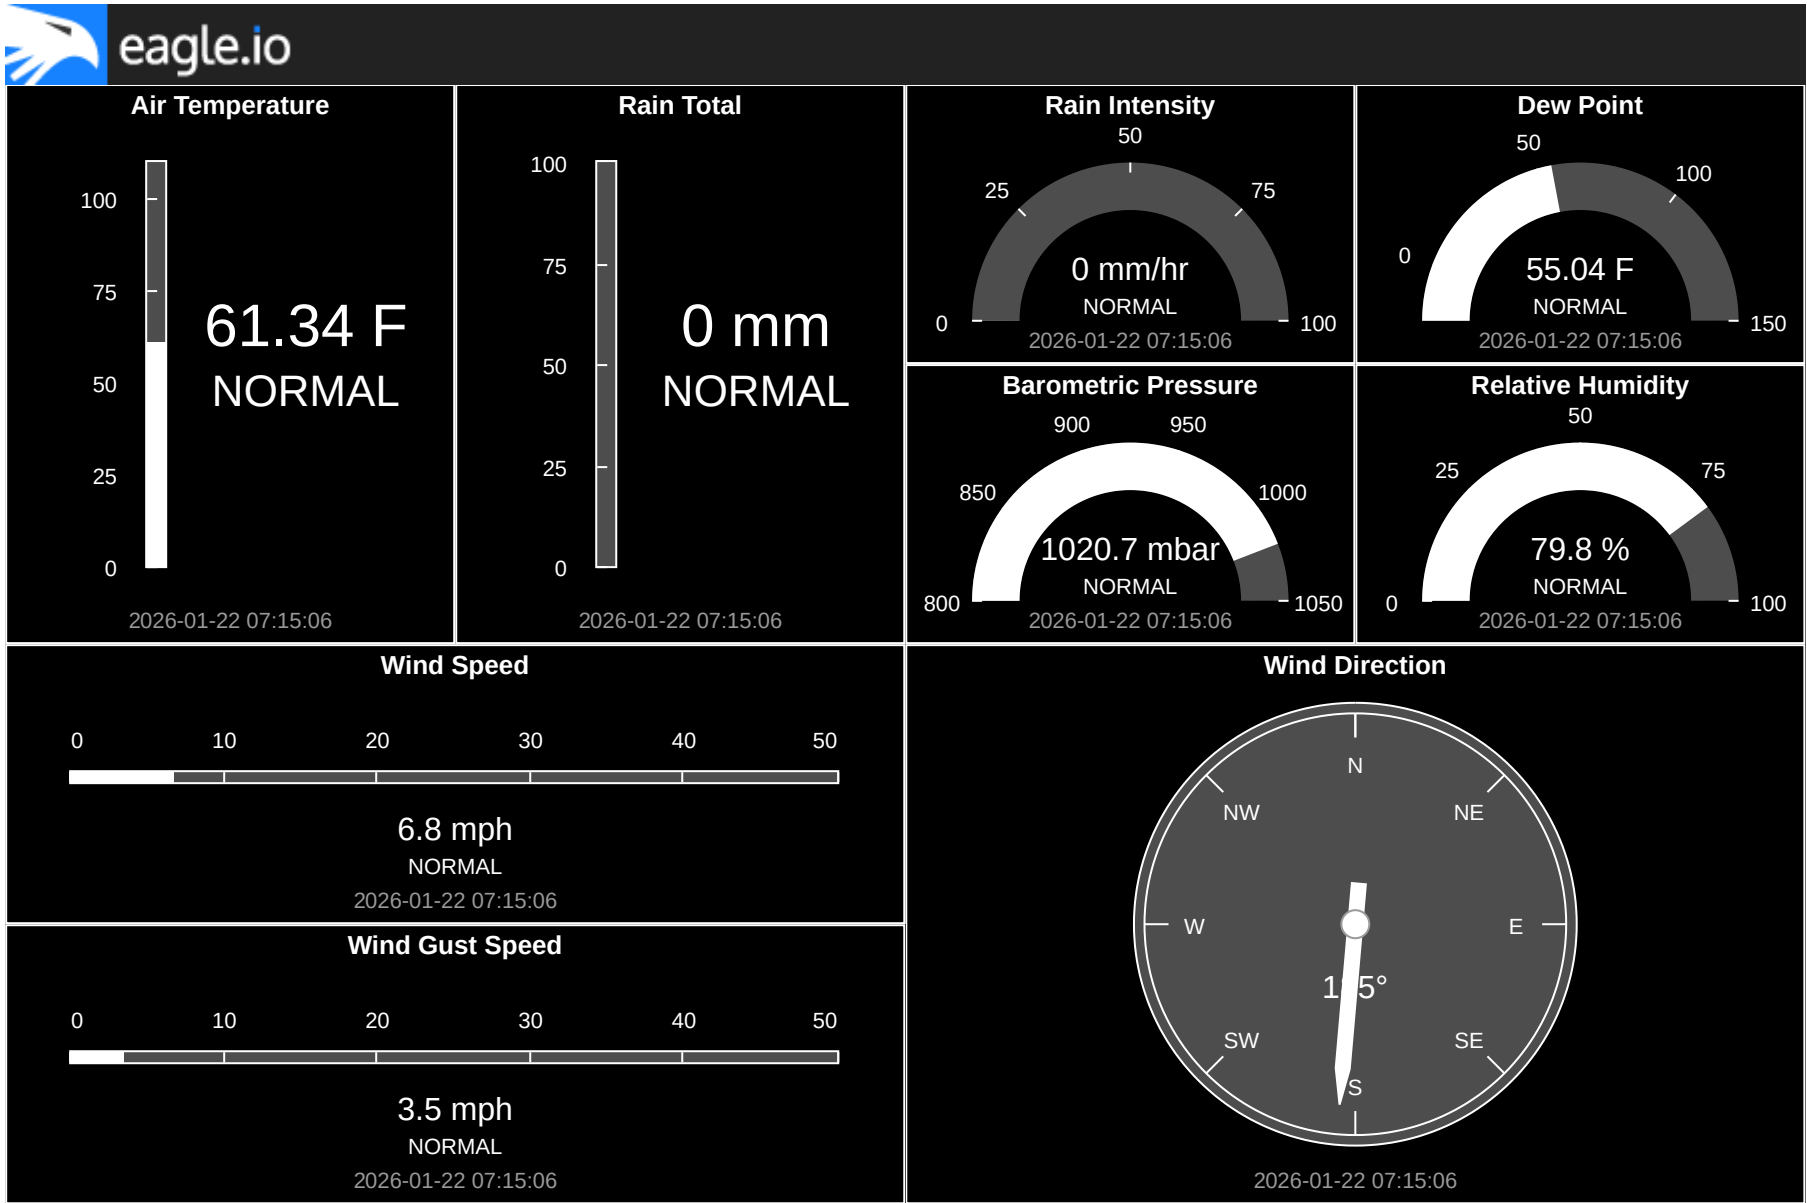 eagle.io
Air Temperature
100
75
50
25
0
61.34 F
NORMAL
2026-01-22 07:15:06
Rain Total
100
75
50
25
0
0 mm
NORMAL
2026-01-22 07:15:06
Rain Intensity
50
25
75
0
100
0 mm/hr
NORMAL
2026-01-22 07:15:06
Dew Point
50
100
0
150
55.04 F
NORMAL
2026-01-22 07:15:06
Barometric Pressure
900
950
850
1000
800
1050
1020.7 mbar
NORMAL
2026-01-22 07:15:06
Relative Humidity
50
25
75
0
100
79.8 %
NORMAL
2026-01-22 07:15:06
Wind Speed
0 10 20 30 40 50
6.8 mph
NORMAL
2026-01-22 07:15:06
Wind Gust Speed
0 10 20 30 40 50
3.5 mph
NORMAL
2026-01-22 07:15:06
Wind Direction
N
NW
NE
W
E
SW
SE
S
2026-01-22 07:15:06